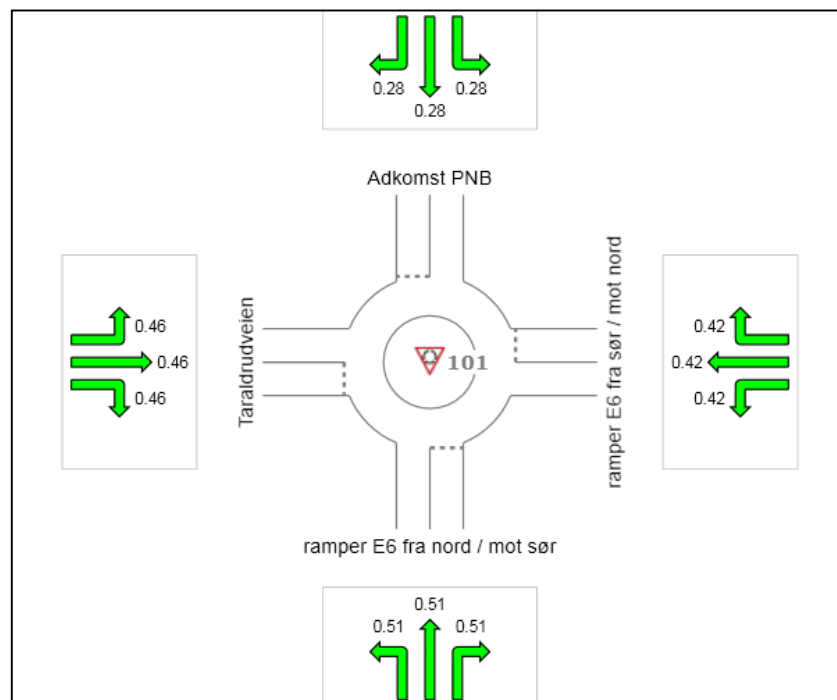 0.28 0.28
0.28
Adkomst PNB
0.46
0.46
0.46
Taraldrudveien
101
ramper E6 fra sør / mot nord
0.42
0.42
0.42
ramper E6 fra nord / mot sør
0.51
0.51 0.51